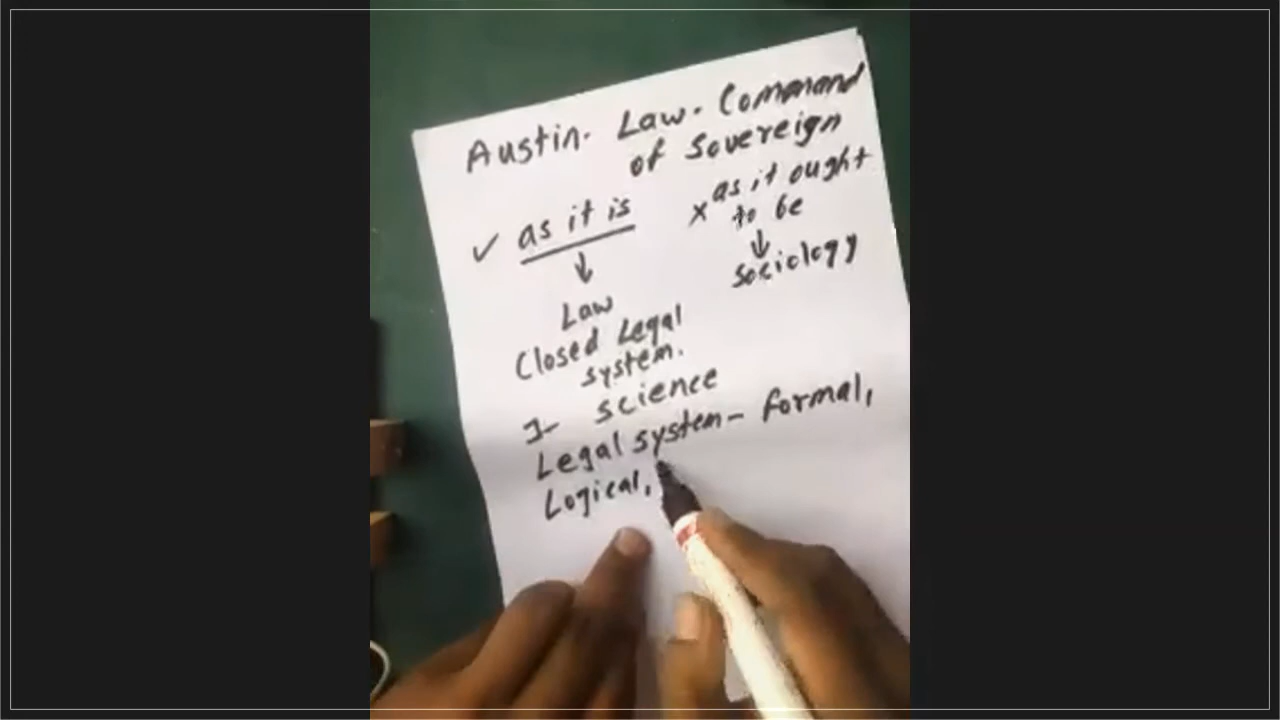 Austin. Law. Command
of Sovereign
✓ as it is
x as it ought
to be
↓
↓
sociology
Law
Closed Legal
system.
J- science
Legal system- formal,
Logical,